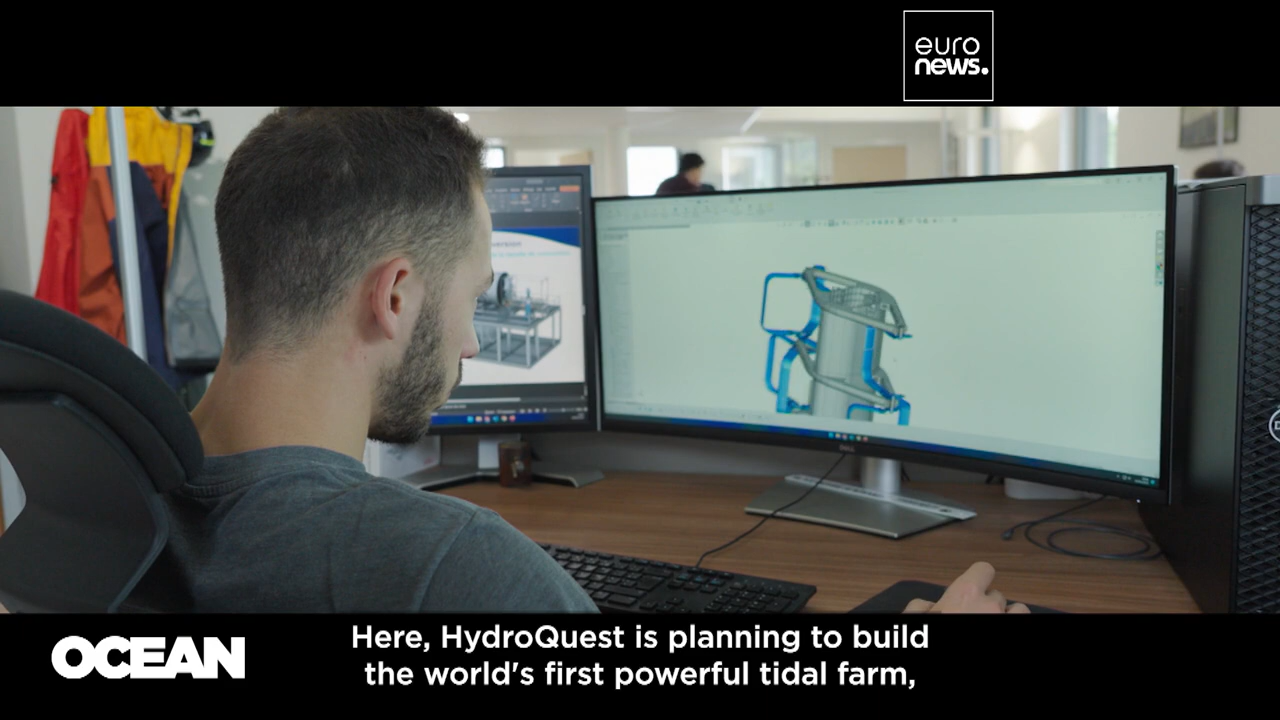 euro
news.
OCEAN
Here, HydroQuest is planning to build
the world's first powerful tidal farm,